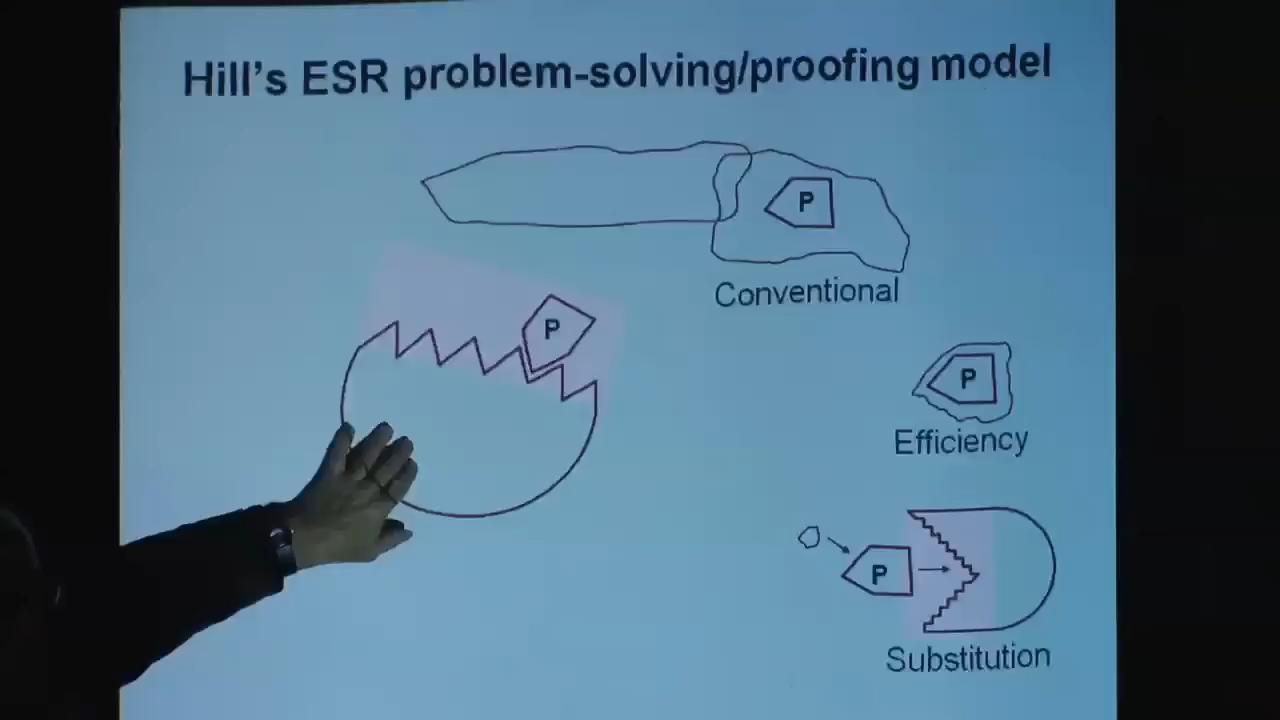 Hill's ESR problem-solving/proofing model
P
Conventional
P
P
Efficiency
P
Substitution